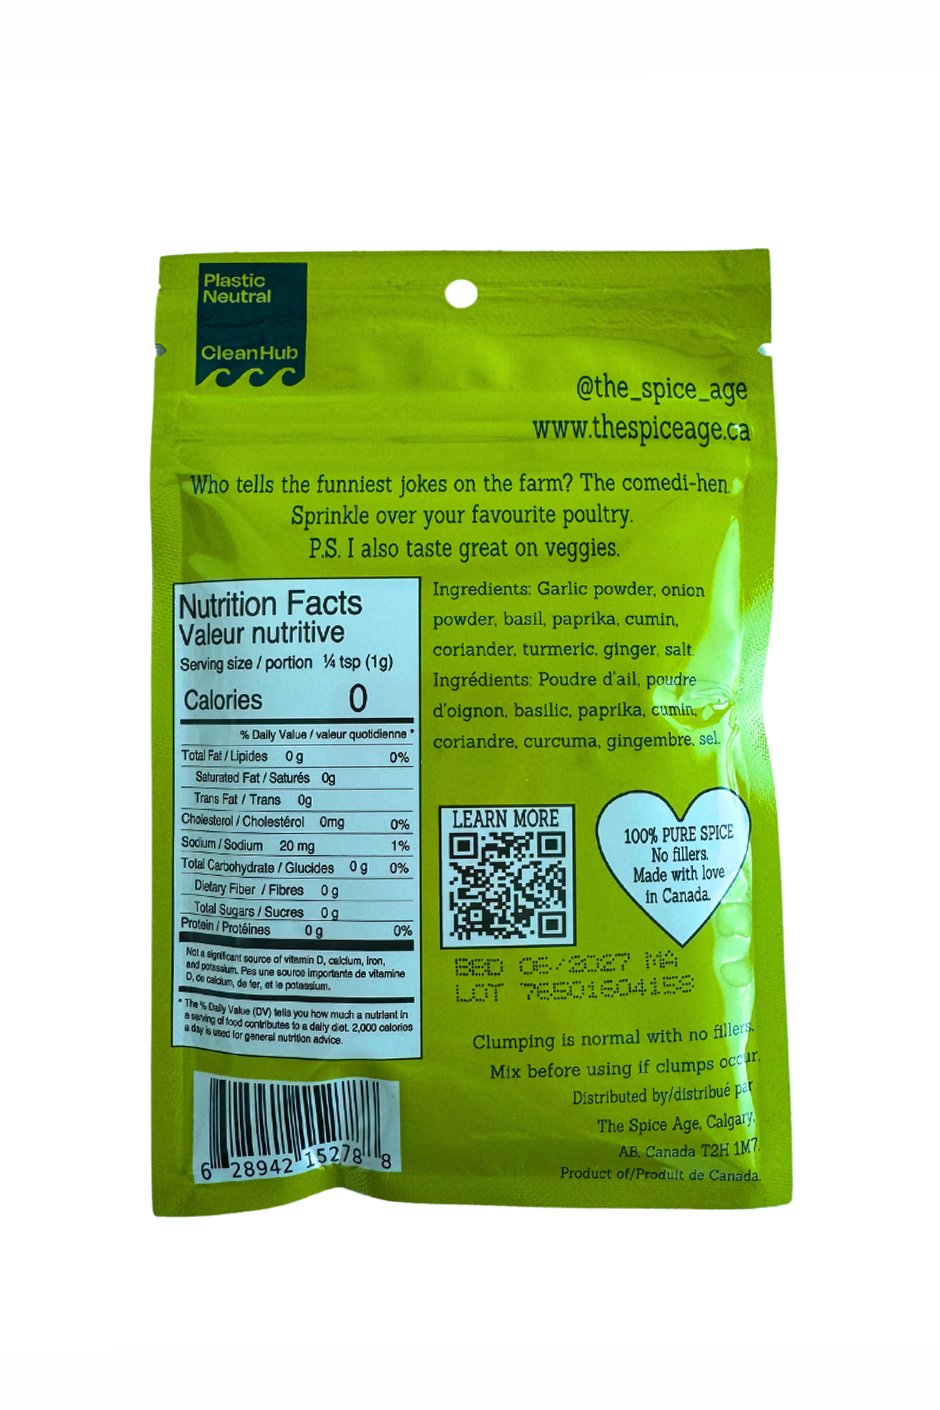 Plastic
Neutral
CleanHub
@the_spice_age
www.thespiceage.ca
Who tells the funniest jokes on the farm? The comedi-hen.
Sprinkle over your favourite poultry.
P.S. I also taste great on veggies.
Nutrition Facts
Valeur nutritive
Serving size / portion ¼ tsp (1g)
Calories 0
% Daily Value / valeur quotidienne *
Total Fat / Lipides 0 g 0%
Saturated Fat / Saturés 0g
Trans Fat / Trans 0g
Cholesterol / Cholestérol 0mg 0%
Sodium / Sodium 20 mg 1%
Total Carbohydrate / Glucides 0 g 0%
Dietary Fiber / Fibres 0 g
Total Sugars / Sucres 0 g
Protein / Protéines 0 g 0%
Not a significant source of vitamin D, calcium, iron,
and potassium. Pas une source importante de vitamine
D, de calcium, de fer, et le potassium.
* The % Daily Value (DV) tells you how much a nutrient in
a serving of food contributes to a daily diet. 2,000 calories
a day is used for general nutrition advice.
Ingredients: Garlic powder, onion
powder, basil, paprika, cumin,
coriander, turmeric, ginger, salt.
Ingrédients: Poudre d'ail, poudre
d'oignon, basilic, paprika, cumin,
coriandre, curcuma, gingembre, sel.
LEARN MORE
100% PURE SPICE
No fillers.
Made with love
in Canada.
BED 06/2027 MA
LOT 76501604153
Clumping is normal with no fillers.
Mix before using if clumps occur.
Distributed by/distribué par
The Spice Age, Calgary,
AB, Canada T2H 1M7.
Product of/Produit de Canada.
6 28942 15278 8